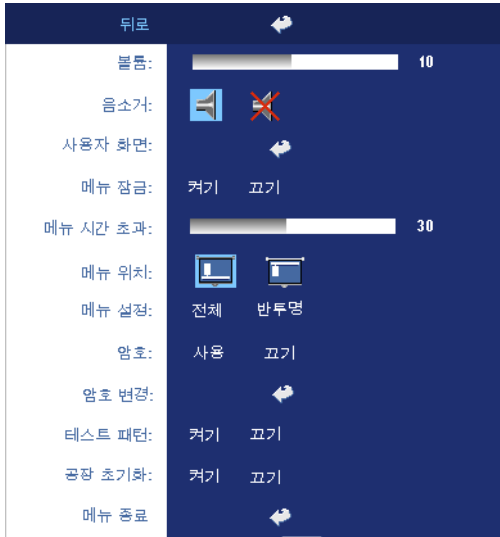 뒤로
볼륨: 10
음소거:
사용자 화면:
메뉴 잠금: 켜기 끄기
메뉴 시간 초과: 30
메뉴 위치:
메뉴 설정: 전체 반투명
암호: 사용 끄기
암호 변경:
테스트 패턴: 켜기 끄기
공장 초기화: 켜기 끄기
메뉴 종료